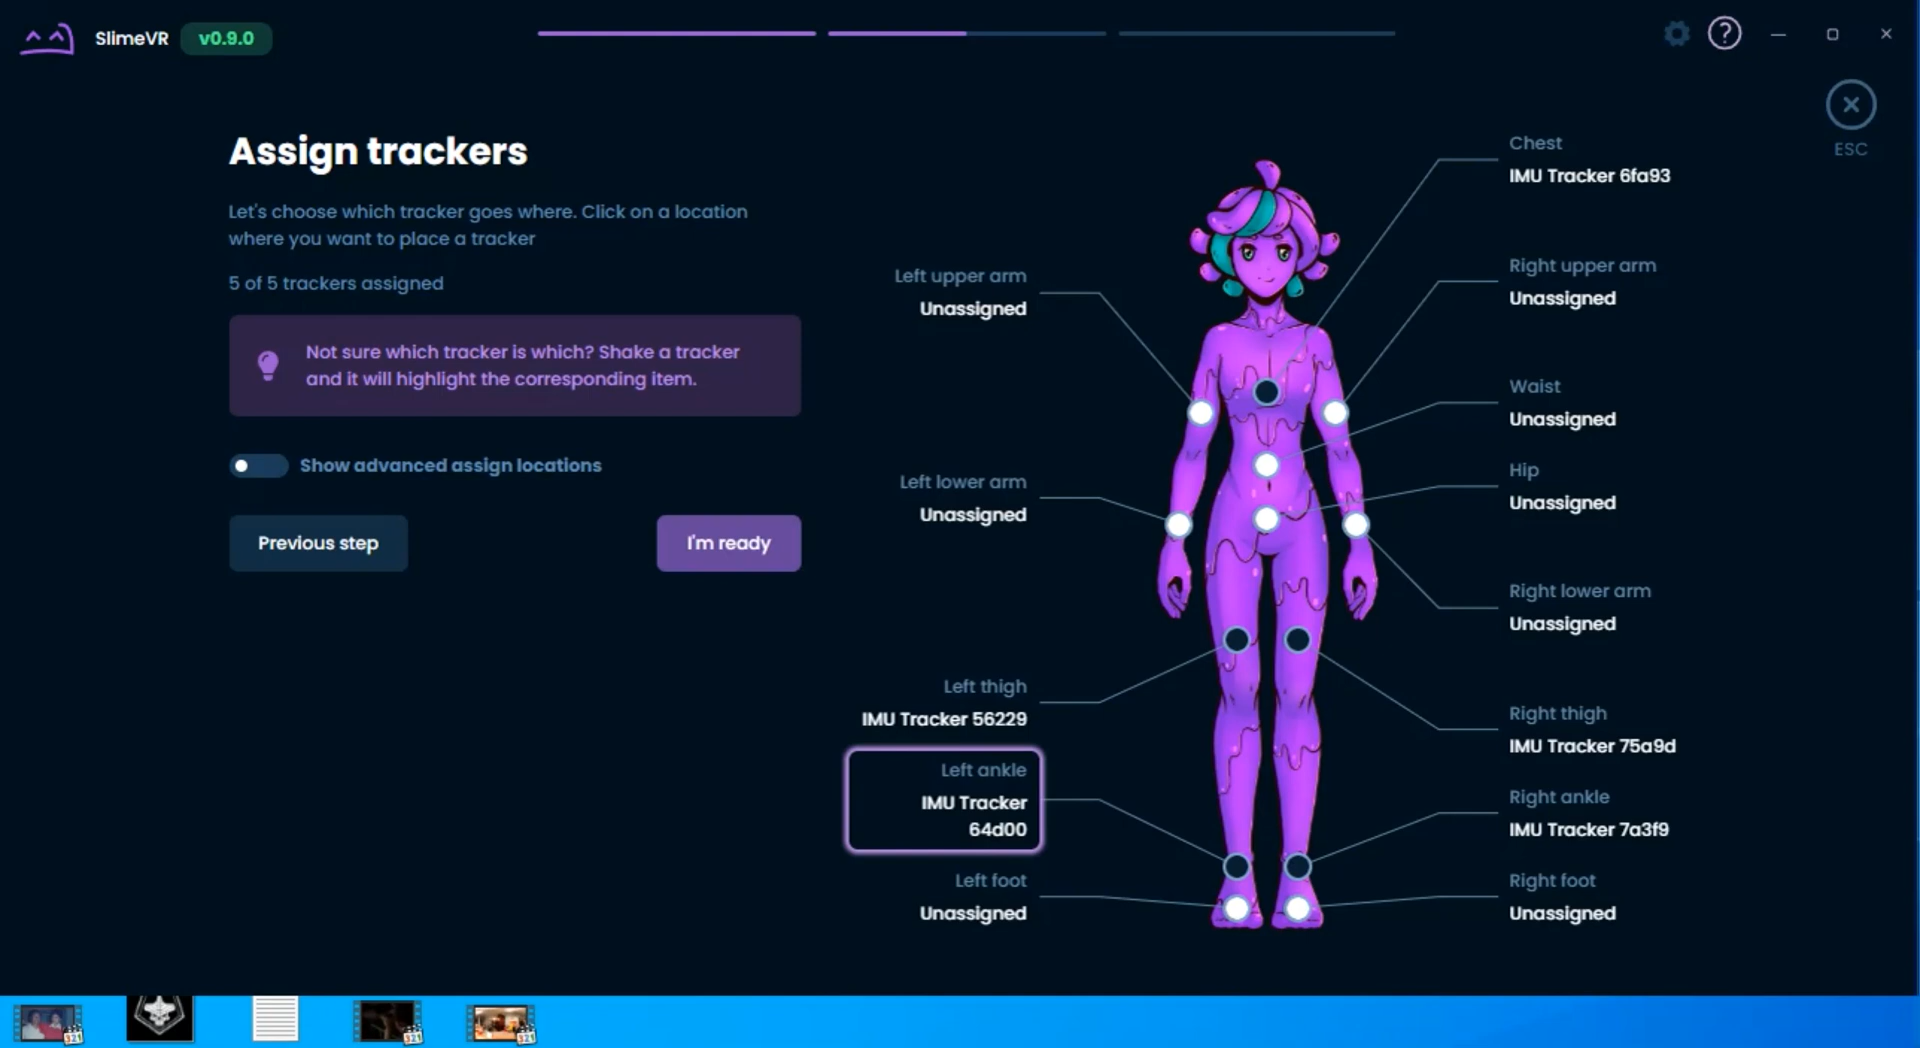 SlimeVR
v0.9.0
ESC
Assign trackers
Let's choose which tracker goes where. Click on a location
where you want to place a tracker
5 of 5 trackers assigned
Not sure which tracker is which? Shake a tracker
and it will highlight the corresponding item.
Show advanced assign locations
Previous step
I'm ready
Left upper arm
Unassigned
Left lower arm
Unassigned
Left thigh
IMU Tracker 56229
Left ankle
IMU Tracker
64d00
Left foot
Unassigned
Chest
IMU Tracker 6fa93
Right upper arm
Unassigned
Waist
Unassigned
Hip
Unassigned
Right lower arm
Unassigned
Right thigh
IMU Tracker 75a9d
Right ankle
IMU Tracker 7a3f9
Right foot
Unassigned
321
321
321